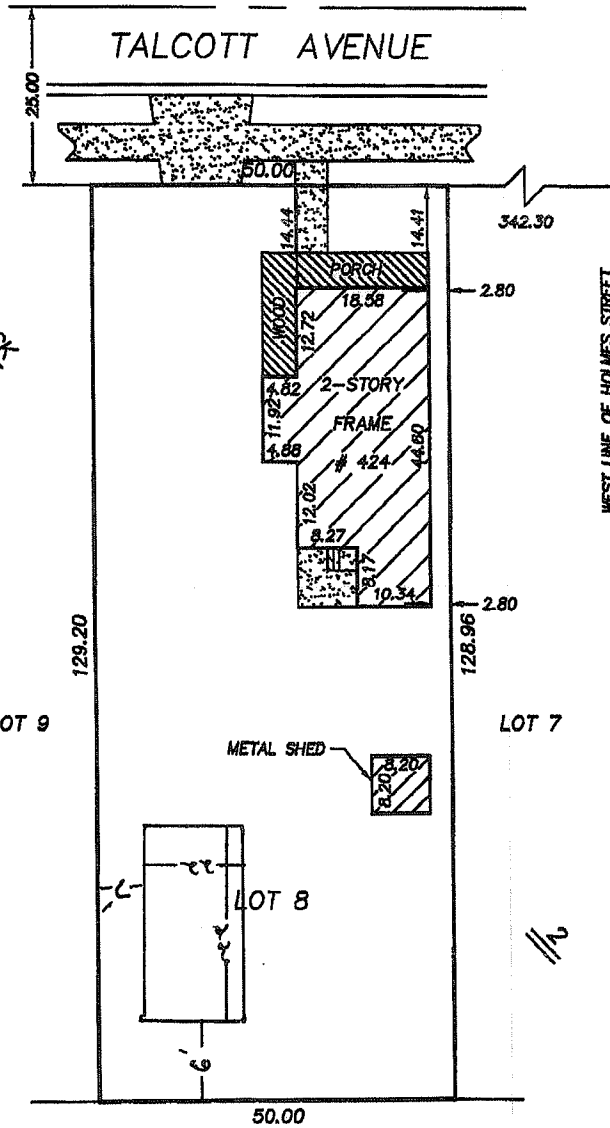 TALCOTT AVENUE
25.00
50.00
342.30
14.44
14.41
PORCH
WOOD
18.58
2.80
12.72
4.82
2-STORY
11.92
FRAME
4.88
# 424
44.60
12.02
8.27
8.17
10.34
2.80
WEST LINE OF HOLMES STREET
129.20
128.96
OT 9
LOT 7
METAL SHED
8.20
8.20
LOT 8
6'
50.00